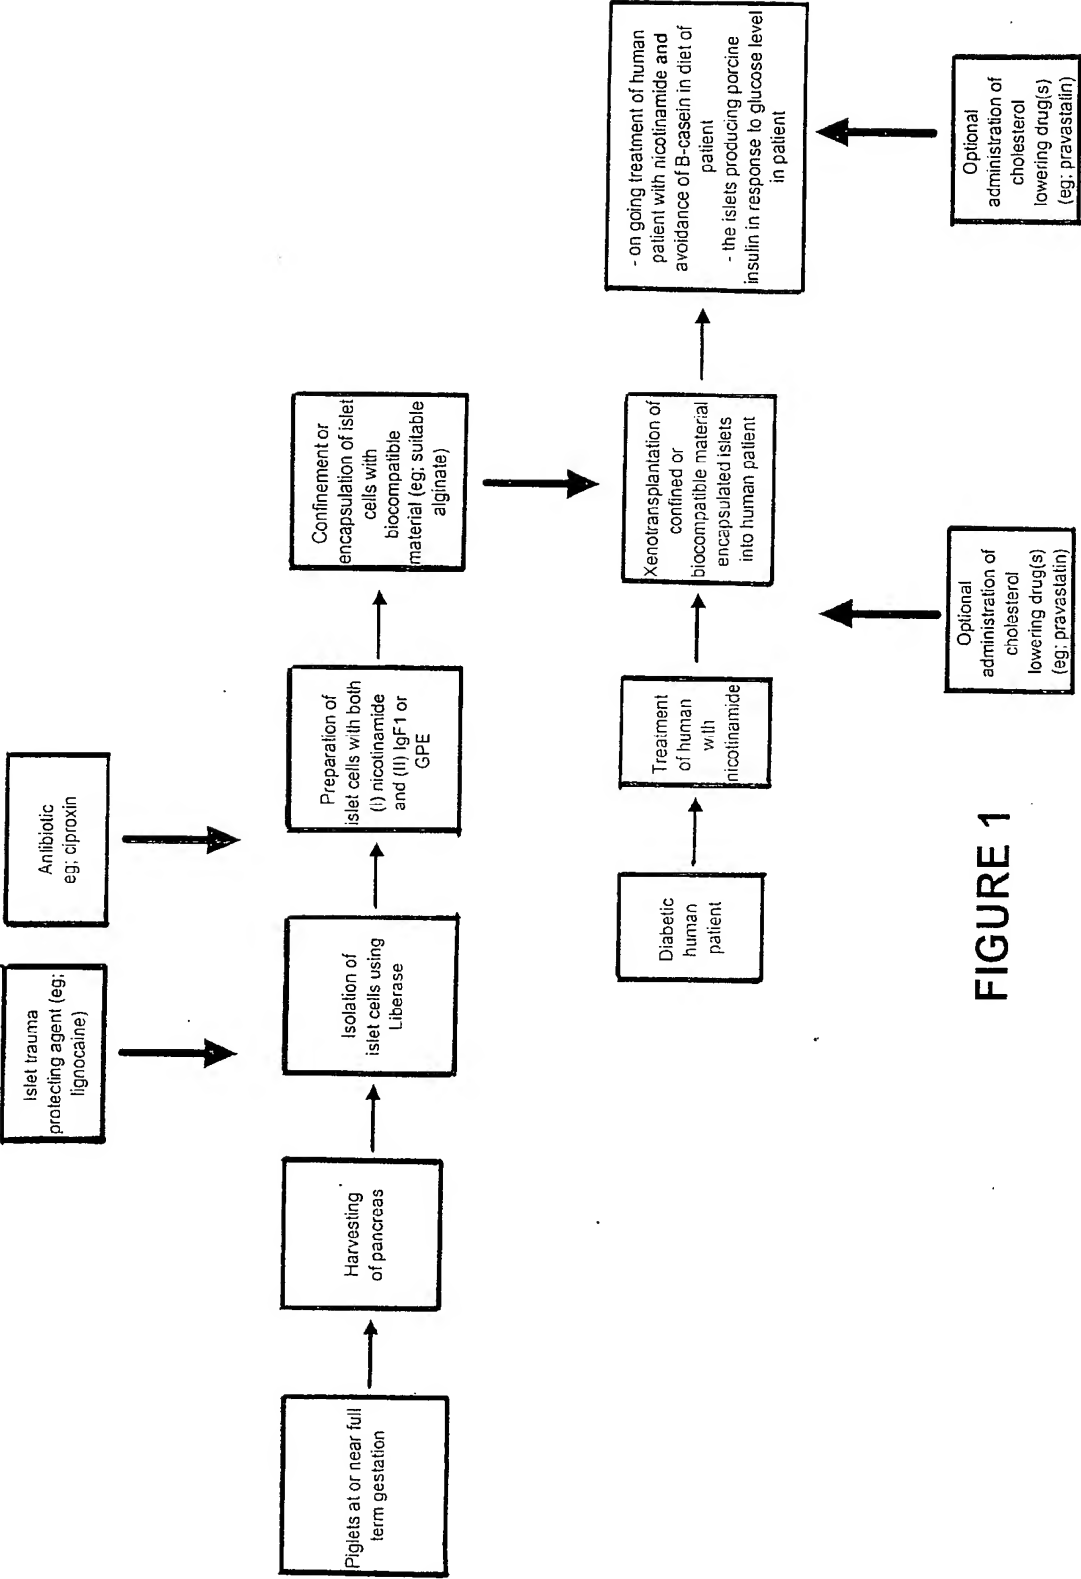 Islet trauma
protecting agent (eg;
lignocaine)
Antibiotic
eg; ciproxin
Piglets at or near full
term gestation
Harvesting
of pancreas
Isolation of
islet cells using
Liberase
Preparation of
islet cells with both
(I) nicotinamide
and (II) IgF1 or
GPE
Confinement or
encapsulation of islet
cells with
biocompatible
material (eg; suitable
alginate)
Diabetic
human
patient
Treatment
of human
with
nicotinamide
Xenotransplantation of
confined or
biocompatible material
encapsulated islets
into human patient
- on going treatment of human
patient with nicotinamide and
avoidance of B-casein in diet of
patient
- the islets producing porcine
insulin in response to glucose level
in patient
Optional
administration of
cholesterol
lowering drug(s)
(eg; pravastatin)
Optional
administration of
cholesterol
lowering drug(s)
(eg; pravastatin)
FIGURE 1